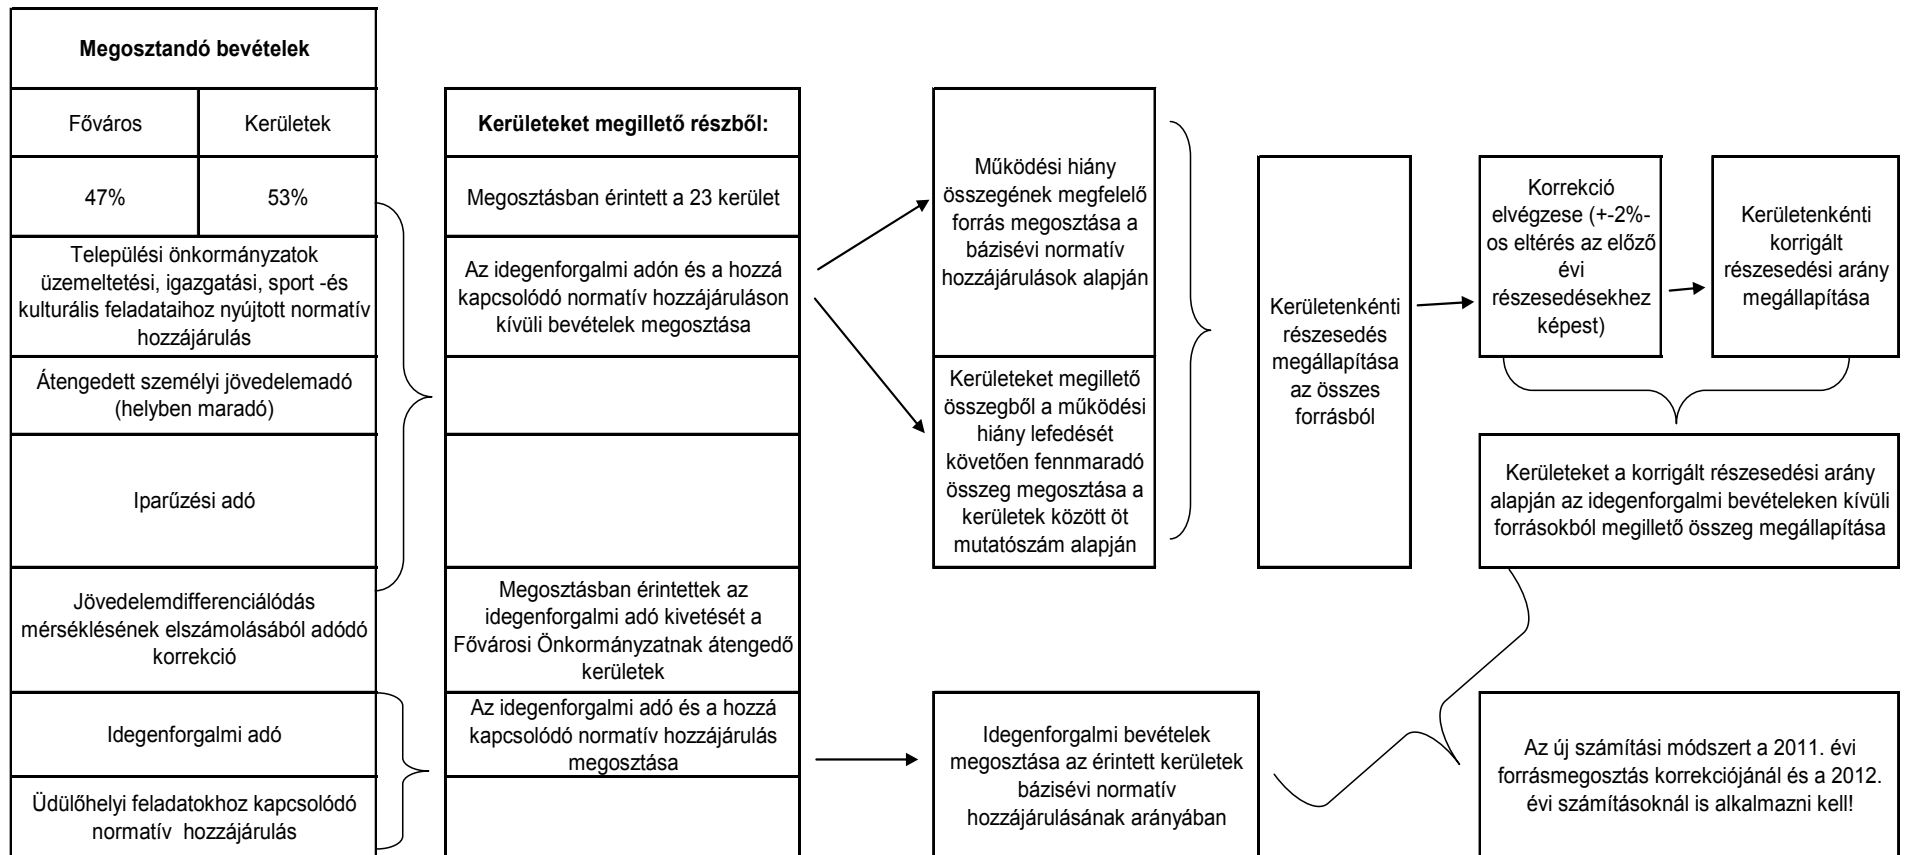 Megosztandó bevételek
Főváros
Kerületek
47%
53%
Települési önkormányzatok
üzemeltetési, igazgatási, sport -és
kulturális feladataihoz nyújtott normatív
hozzájárulás
Átengedett személyi jövedelemadó
(helyben maradó)
Iparűzési adó
Jövedelemdifferenciálódás
mérséklésének elszámolásából adódó
korrekció
Idegenforgalmi adó
Üdülőhelyi feladatokhoz kapcsolódó
normatív hozzájárulás
Kerületeket megillető részből:
Megosztásban érintett a 23 kerület
Az idegenforgalmi adón és a hozzá
kapcsolódó normatív hozzájáruláson
kívüli bevételek megosztása
Megosztásban érintettek az
idegenforgalmi adó kivetését a
Fővárosi Önkormányzatnak átengedő
kerületek
Az idegenforgalmi adó és a hozzá
kapcsolódó normatív hozzájárulás
megosztása
Működési hiány
összegének megfelelő
forrás megosztása a
bázisévi normatív
hozzájárulások alapján
Kerületeket megillető
összegből a működési
hiány lefedését
követően fennmaradó
összeg megosztása a
kerületek között öt
mutatószám alapján
Idegenforgalmi bevételek
megosztása az érintett kerületek
bázisévi normatív
hozzájárulásának arányában
Kerületenkénti
részesedés
megállapítása
az összes
forrásból
Korrekció
elvégzese (+-2%-
os eltérés az előző
évi
részesedésekhez
képest)
Kerületenkénti
korrigált
részesedési arány
megállapítása
Kerületeket a korrigált részesedési arány
alapján az idegenforgalmi bevételeken kívüli
forrásokból megillető összeg megállapítása
Az új számítási módszert a 2011. évi
forrásmegosztás korrekciójánál és a 2012.
évi számításoknál is alkalmazni kell!